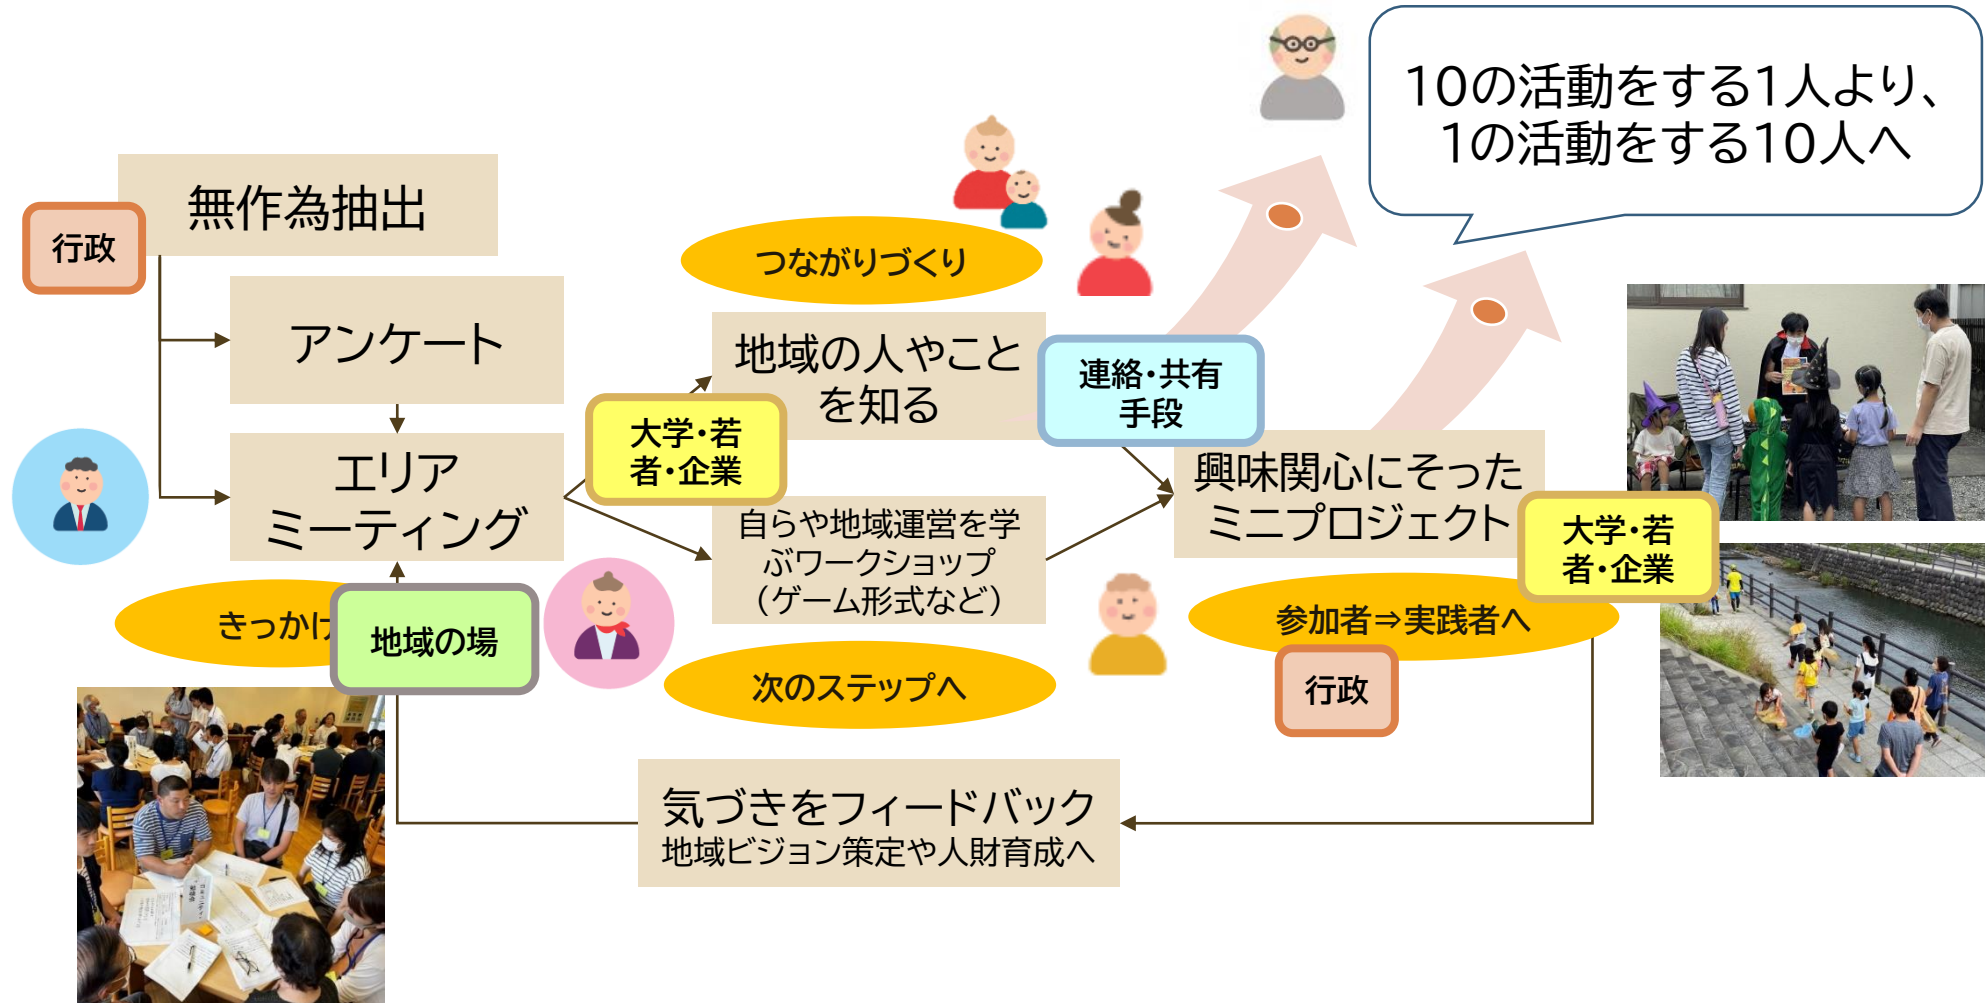 10の活動をする1人より、
1の活動をする10人へ
無作為抽出
行政
アンケート
つながりづくり
地域の人やこと
を知る
連絡・共有
手段
大学・若
者・企業
エリア
ミーティング
自らや地域運営を学
ぶワークショップ
（ゲーム形式など）
興味関心にそった
ミニプロジェクト
大学・若
者・企業
きっかけ
地域の場
次のステップへ
参加者⇒実践者へ
行政
気づきをフィードバック
地域ビジョン策定や人財育成へ